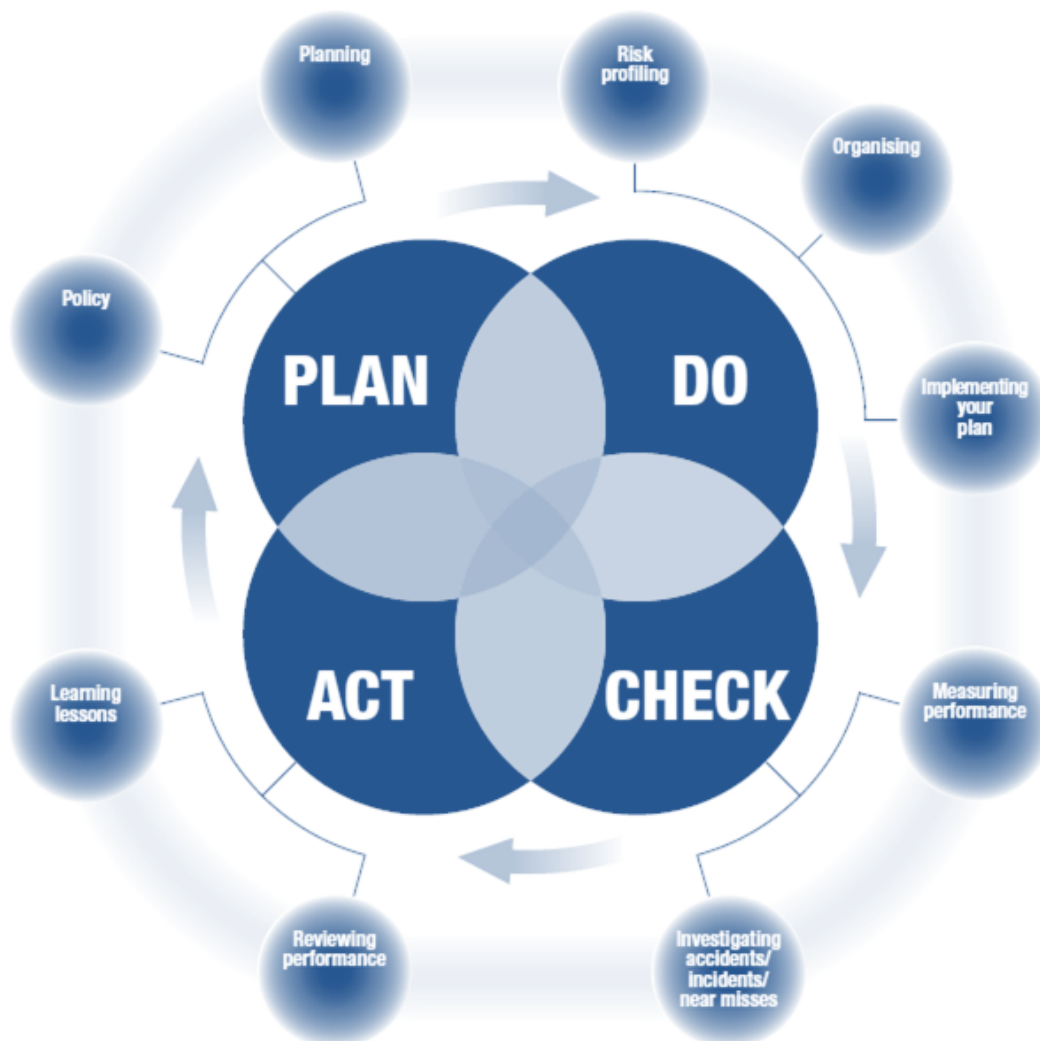 Planning
Risk
profiling
Organising
Policy
PLAN
DO
Implementing
your
plan
Learning
lessons
ACT
CHECK
Measuring
performance
Reviewing
performance
Investigating
accidents/
incidents/
near misses